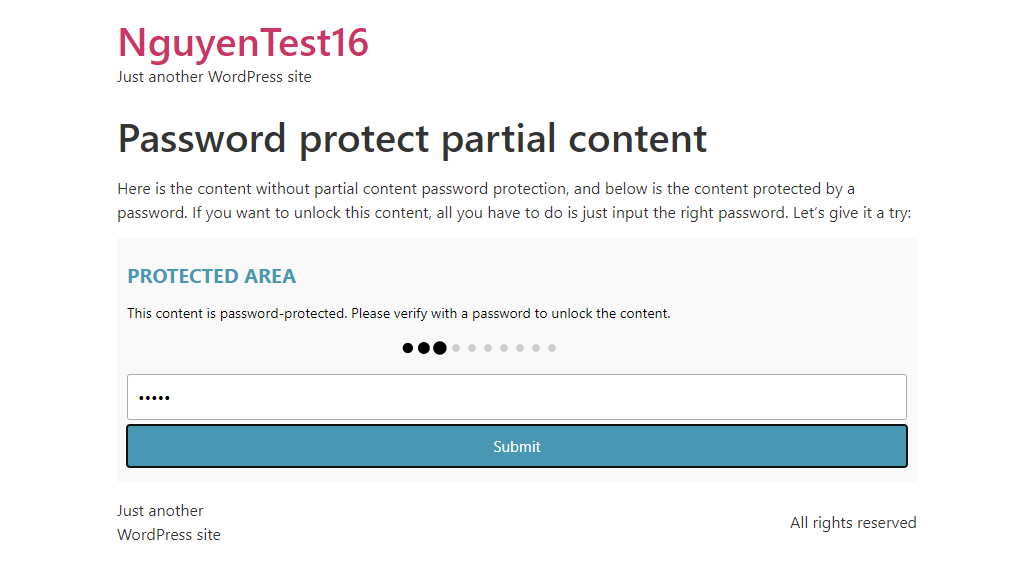 NguyenTest16
Just another WordPress site
Password protect partial content
Here is the content without partial content password protection, and below is the content protected by a
password. If you want to unlock this content, all you have to do is just input the right password. Let’s give it a try:
PROTECTED AREA
This content is password-protected. Please verify with a password to unlock the content.
•••••
Submit
Just another
WordPress site
All rights reserved